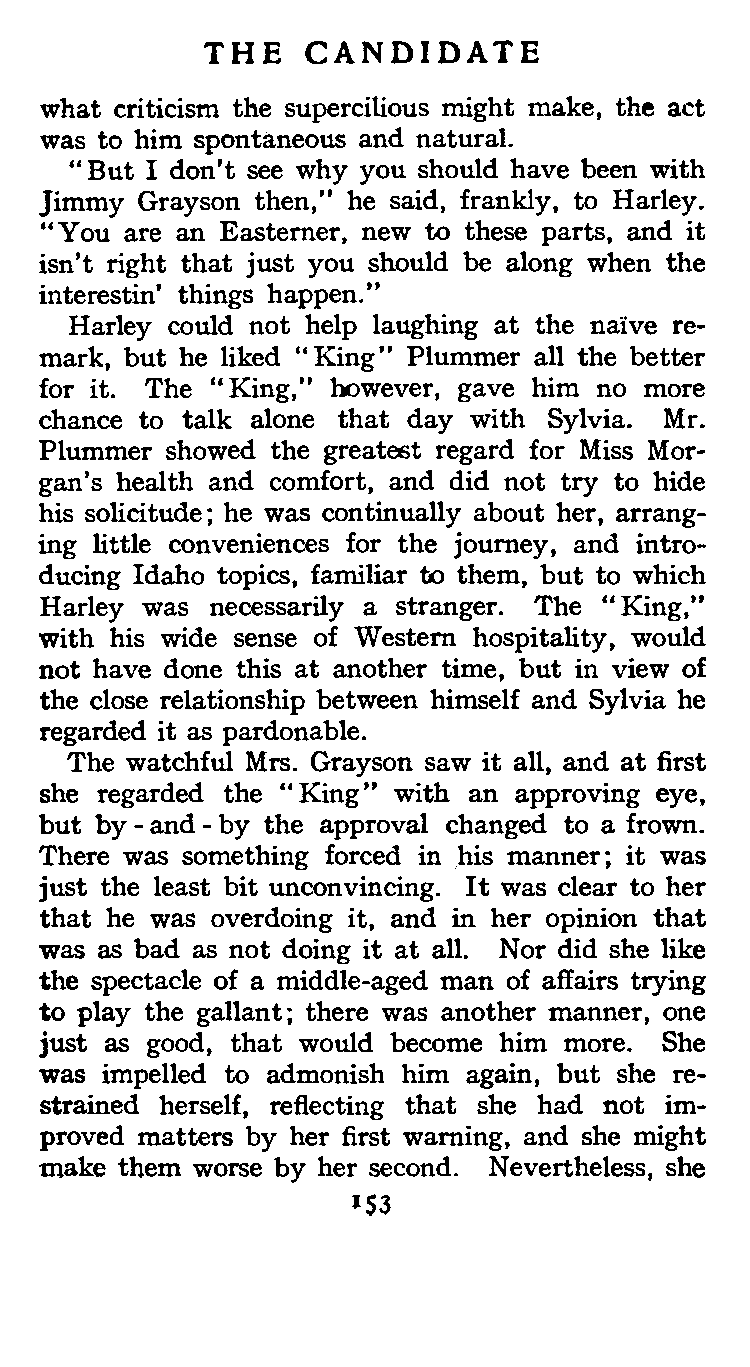 THE CANDIDATE
what criticism the supercilious might make, the act
was to him spontaneous and natural.
"But I don't see why you should have been with
Jimmy Grayson then," he said, frankly, to Harley.
"You are an Easterner, new to these parts, and it
isn't right that just you should be along when the
interestin' things happen."
Harley could not help laughing at the naïve re-
mark, but he liked "King" Plummer all the better
for it. The "King," however, gave him no more
chance to talk alone that day with Sylvia. Mr.
Plummer showed the greatest regard for Miss Mor-
gan's health and comfort, and did not try to hide
his solicitude; he was continually about her, arrang-
ing little conveniences for the journey, and intro-
ducing Idaho topics, familiar to them, but to which
Harley was necessarily a stranger. The "King,"
with his wide sense of Western hospitality, would
not have done this at another time, but in view of
the close relationship between himself and Sylvia he
regarded it as pardonable.
The watchful Mrs. Grayson saw it all, and at first
she regarded the "King" with an approving eye,
but by-and-by the approval changed to a frown.
There was something forced in his manner; it was
just the least bit unconvincing. It was clear to her
that he was overdoing it, and in her opinion that
was as bad as not doing it at all. Nor did she like
the spectacle of a middle-aged man of affairs trying
to play the gallant; there was another manner, one
just as good, that would become him more. She
was impelled to admonish him again, but she re-
strained herself, reflecting that she had not im-
proved matters by her first warning, and she might
make them worse by her second. Nevertheless, she
153